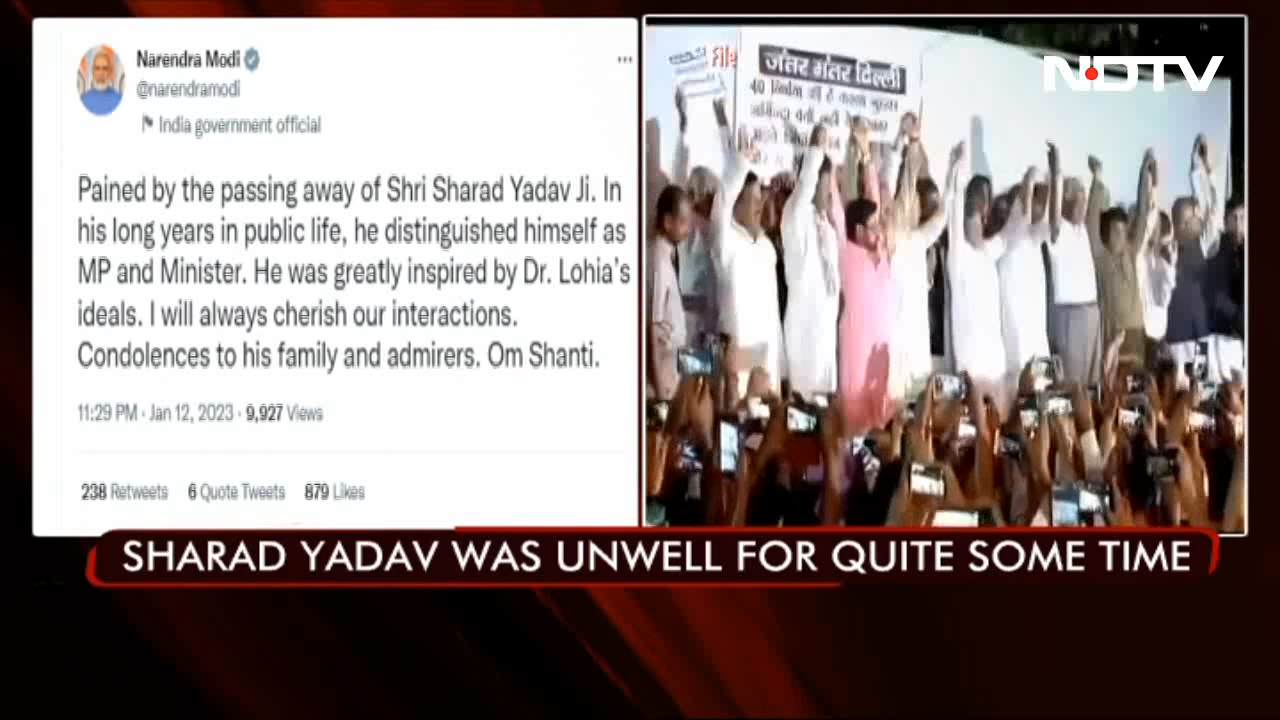 Narendra Modi
@narendramodi
India government official
Pained by the passing away of Shri Sharad Yadav Ji. In
his long years in public life, he distinguished himself as
MP and Minister. He was greatly inspired by Dr. Lohia's
ideals. I will always cherish our interactions.
Condolences to his family and admirers. Om Shanti.
11:29 PM · Jan 12, 2023 · 9,927 Views
238 Retweets 6 Quote Tweets 879 Likes
File
जंतर मंतर दिल्ली
NDTV
SHARAD YADAV WAS UNWELL FOR QUITE SOME TIME